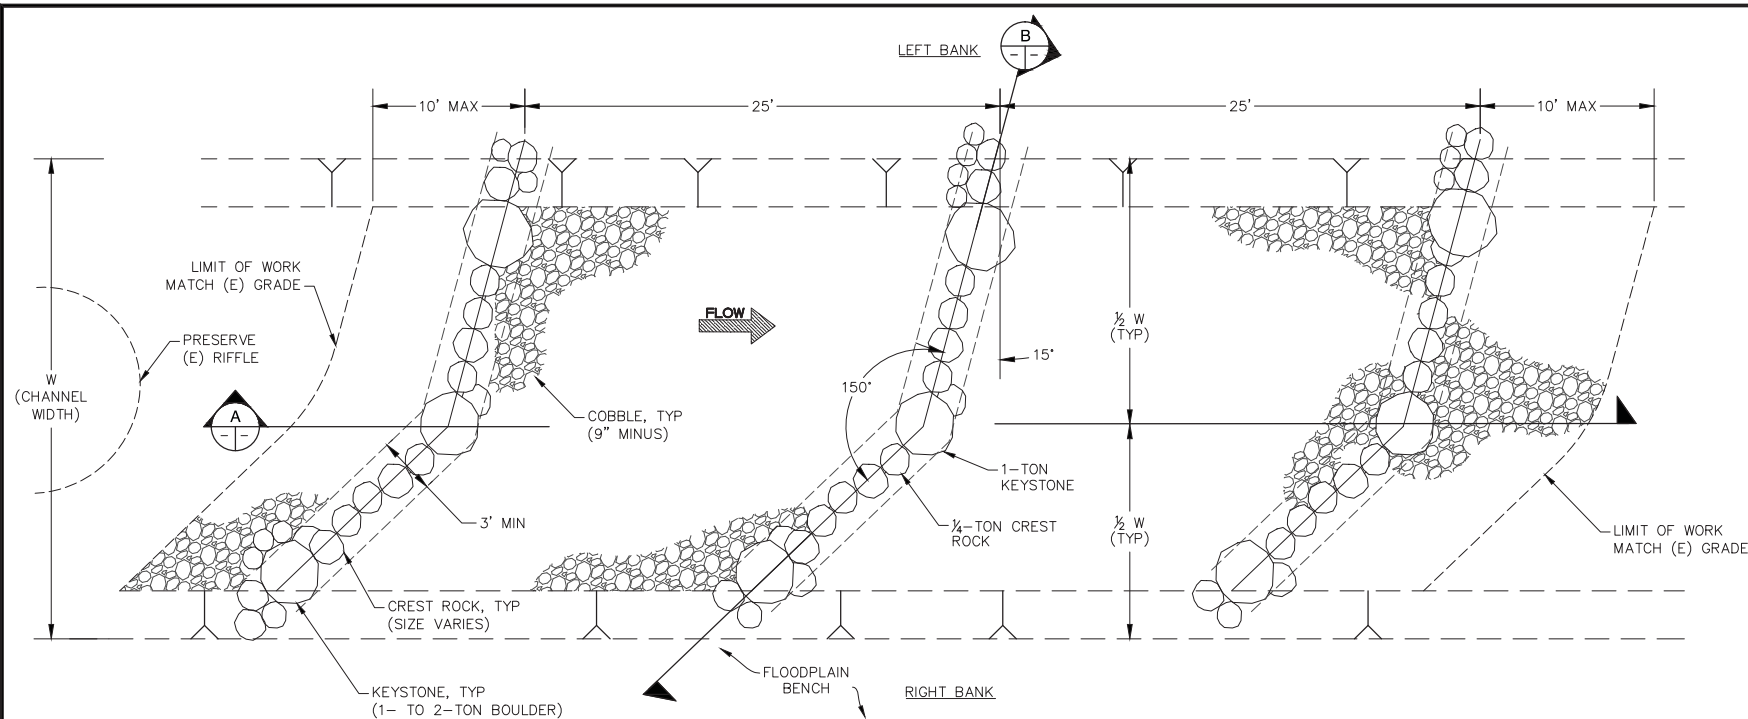 B
- -
LEFT BANK
10' MAX
25'
25'
10' MAX
LIMIT OF WORK
MATCH (E) GRADE
FLOW
PRESERVE
(E) RIFFLE
½ W
(TYP)
15°
W
(CHANNEL
WIDTH)
150°
A
- -
COBBLE, TYP
(9" MINUS)
1-TON
KEYSTONE
3' MIN
¼-TON CREST
ROCK
½ W
(TYP)
LIMIT OF WORK
MATCH (E) GRADE
CREST ROCK, TYP
(SIZE VARIES)
FLOODPLAIN
BENCH
KEYSTONE, TYP
(1- TO 2-TON BOULDER)
RIGHT BANK